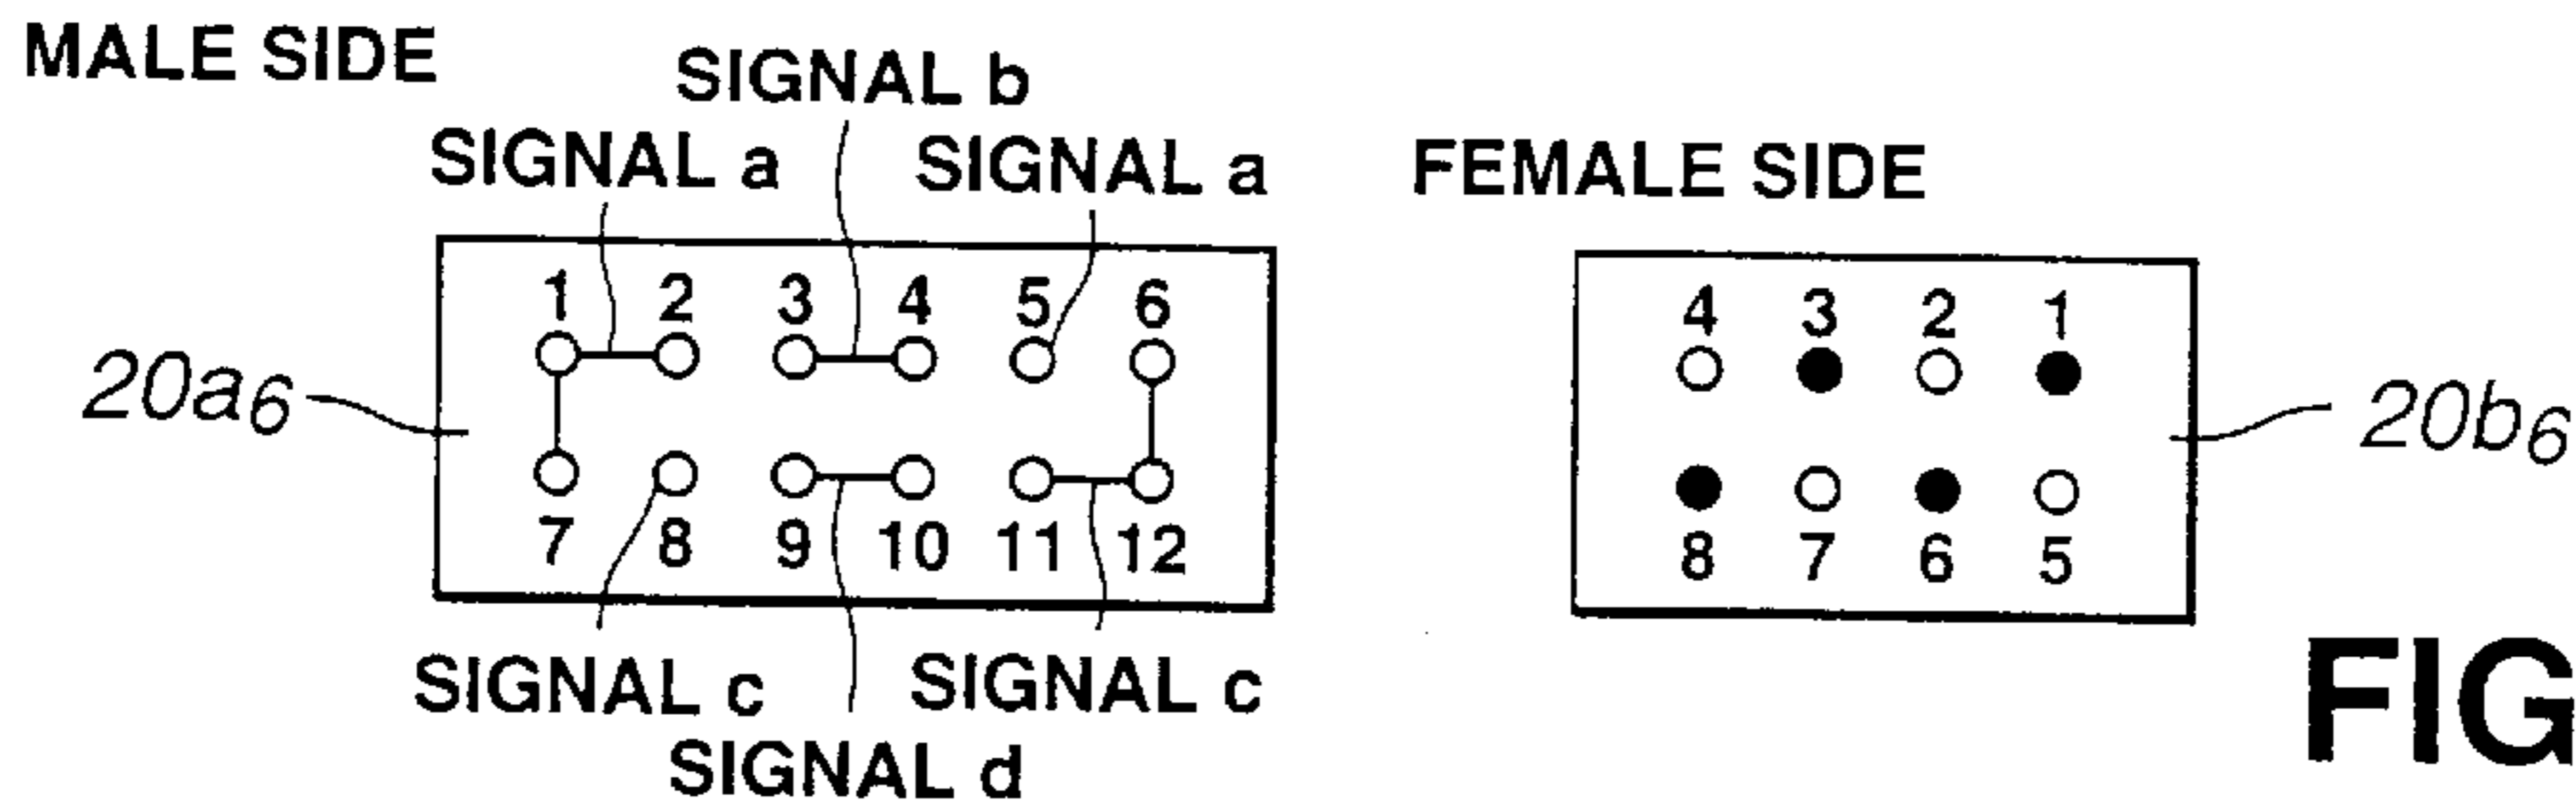 MALE SIDE
SIGNAL b
SIGNAL a
SIGNAL a
1 2 3 4 5 6
20a6
7 8 9 10 11 12
SIGNAL c
SIGNAL c
SIGNAL d
FEMALE SIDE
4 3 2 1
20b6
8 7 6 5
FIG